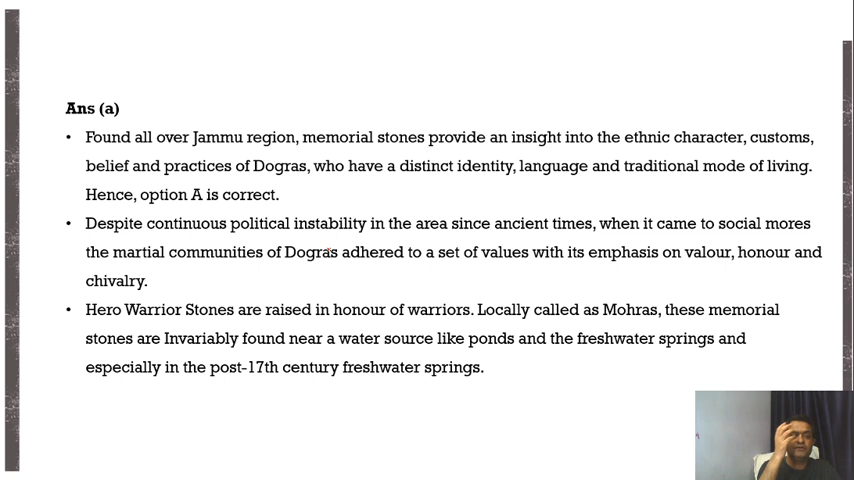 Ans (a)
• Found all over Jammu region, memorial stones provide an insight into the ethnic character, customs,
belief and practices of Dogras, who have a distinct identity, language and traditional mode of living.
Hence, option A is correct.
• Despite continuous political instability in the area since ancient times, when it came to social mores
the martial communities of Dogras adhered to a set of values with its emphasis on valour, honour and
chivalry.
• Hero Warrior Stones are raised in honour of warriors. Locally called as Mohras, these memorial
stones are Invariably found near a water source like ponds and the freshwater springs and
especially in the post-17th century freshwater springs.